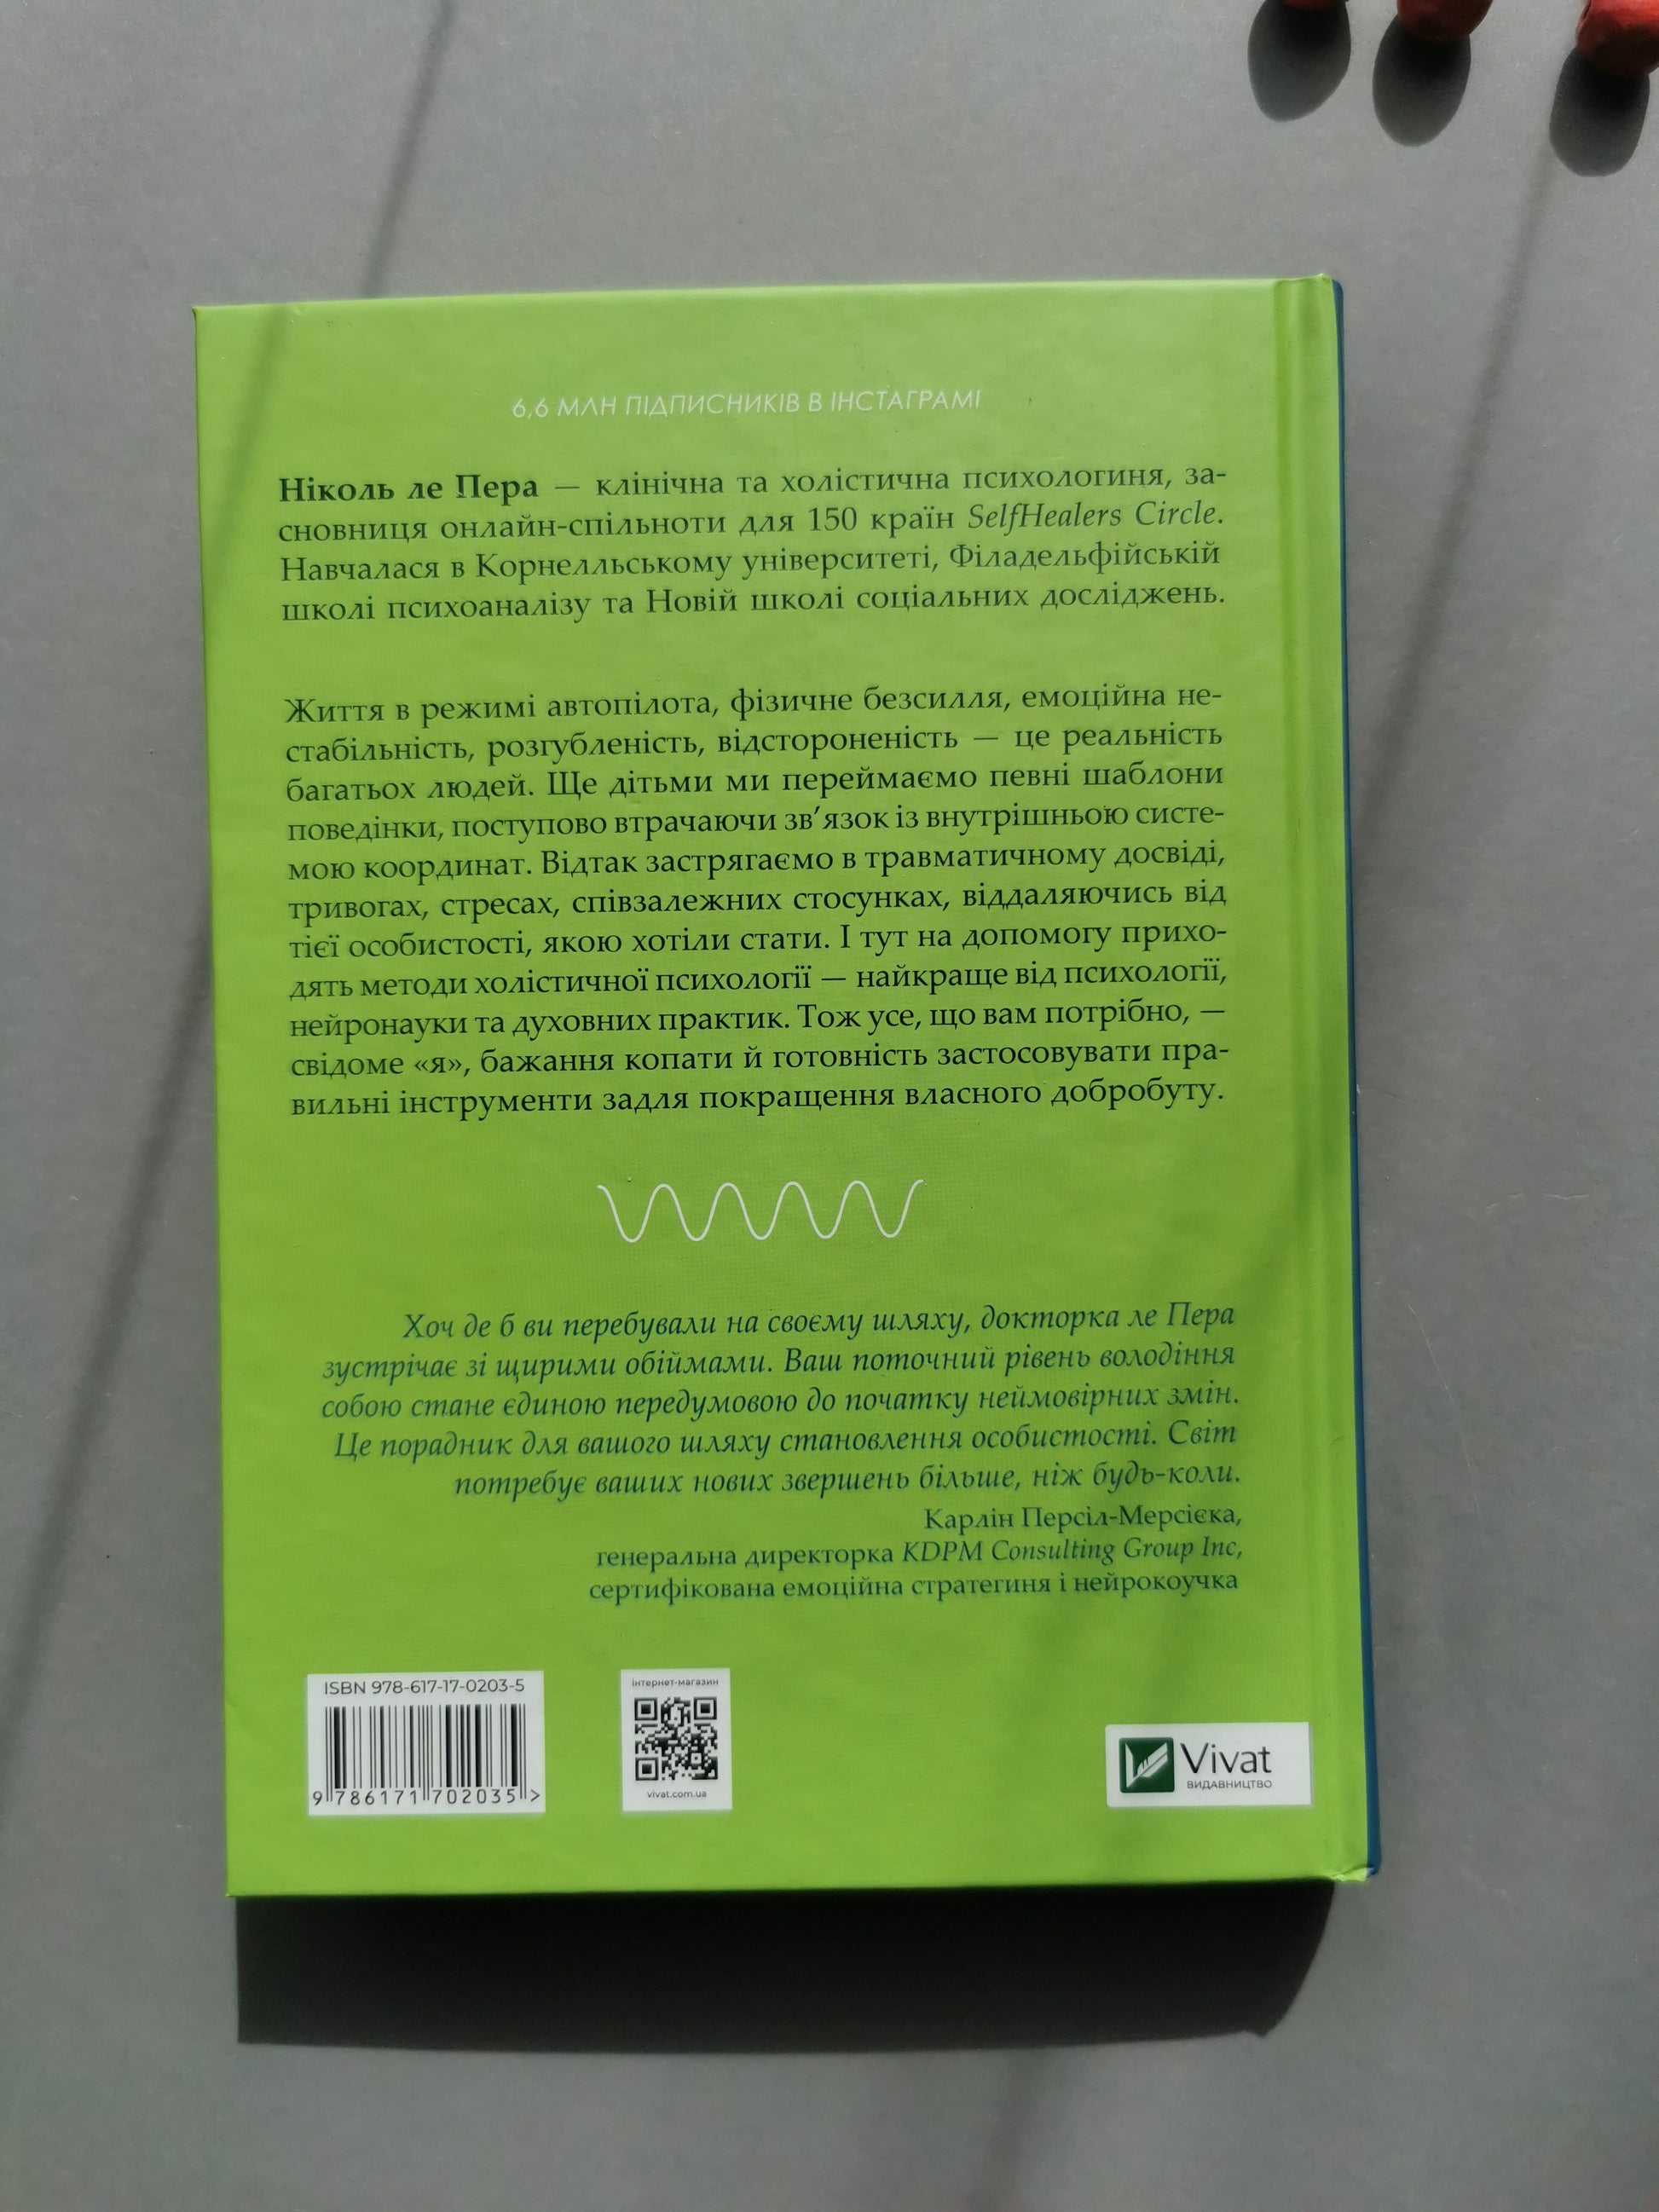 6,6 МЛН ПІДПИСНИКІВ В ІНСТАГРАМІ
Ніколь ле Пера — клінічна та холістична психологиня, за-
сновниця онлайн-спільноти для 150 країн SelfHealers Circle.
Навчалася в Корнелльському університеті, Філадельфійській
школі психоаналізу та Новій школі соціальних досліджень.
Життя в режимі автопілота, фізичне безсилля, емоційна не-
стабільність, розгубленість, відстороненість — це реальність
багатьох людей. Ще дітьми ми переймаємо певні шаблони
поведінки, поступово втрачаючи зв’язок із внутрішньою систе-
мою координат. Відтак застрягаємо в травматичному досвіді,
тривогах, стресах, співзалежних стосунках, віддаляючись від
тієї особистості, якою хотіли стати. І тут на допомогу прихо-
дять методи холістичної психології — найкраще від психології,
нейронауки та духовних практик. Тож усе, що вам потрібно, —
свідоме «я», бажання копати й готовність застосовувати пра-
вильні інструменти задля покращення власного добробуту.
Хоч де б ви перебували на своєму шляху, докторка ле Пера
зустрічає зі щирими обіймами. Ваш поточний рівень володіння
собою стане єдиною передумовою до початку неймовірних змін.
Це порадник для вашого шляху становлення особистості. Світ
потребує ваших нових звершень більше, ніж будь-коли.
Карлін Персіл-Мерсієка,
генеральна директорка KDPM Consulting Group Inc,
сертифікована емоційна стратегиня і нейрокоучка
ISBN 978-617-17-0203-5
9 786171 702035 >
інтернет-магазин
vivat.com.ua
Vivat
ВИДАВНИЦТВО